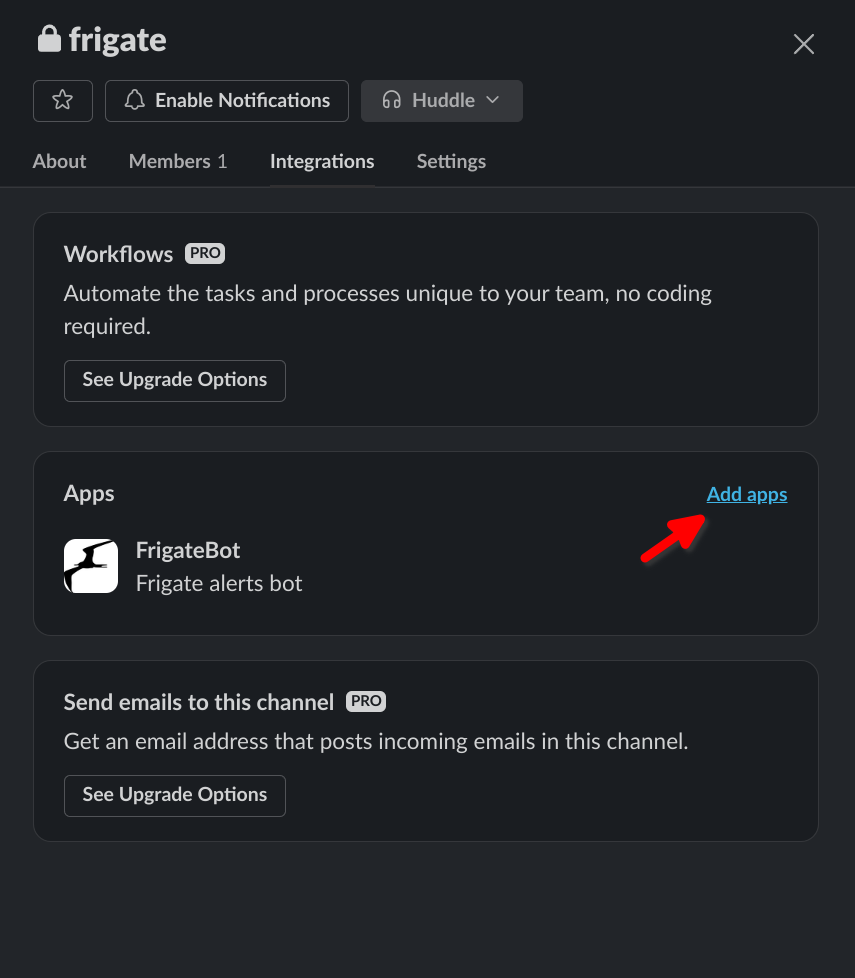 frigate
Enable Notifications
Huddle
About
Members 1
Integrations
Settings
Workflows PRO
Automate the tasks and processes unique to your team, no coding
required.
See Upgrade Options
Apps
Add apps
FrigateBot
Frigate alerts bot
Send emails to this channel PRO
Get an email address that posts incoming emails in this channel.
See Upgrade Options